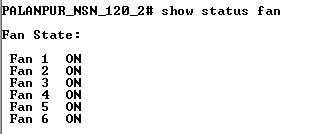 PALANPUR_NSN_120_2# show status fan
Fan State:
Fan 1 ON
Fan 2 ON
Fan 3 ON
Fan 4 ON
Fan 5 ON
Fan 6 ON